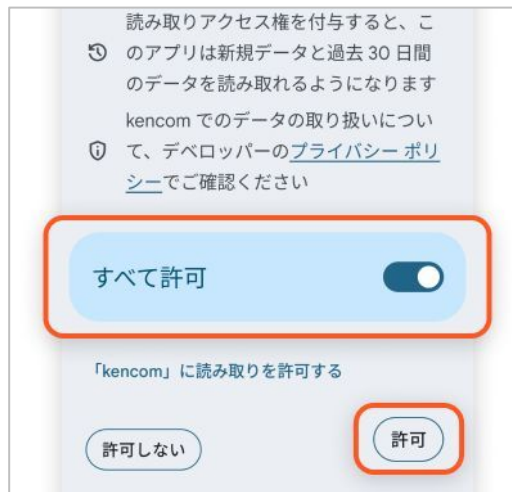 読み取りアクセス権を付与すると、こ
のアプリは新規データと過去 30 日間
のデータを読み取れるようになります
kencom でのデータの取り扱いについ
て、デベロッパーのプライバシー ポリ
シーでご確認ください
すべて許可
「kencom」に読み取りを許可する
許可しない
許可